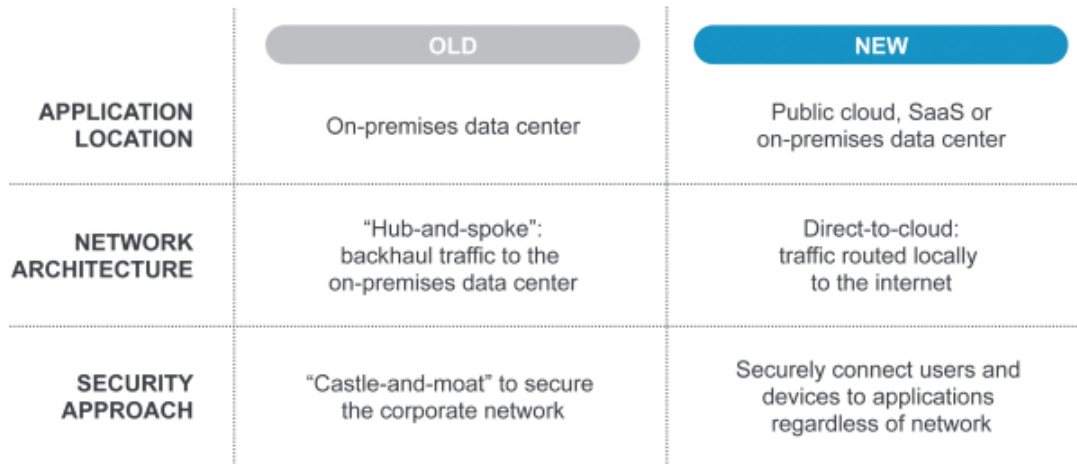 OLD
NEW
APPLICATION
LOCATION
On-premises data center
Public cloud, SaaS or
on-premises data center
NETWORK
ARCHITECTURE
“Hub-and-spoke”:
backhaul traffic to the
on-premises data center
Direct-to-cloud:
traffic routed locally
to the internet
SECURITY
APPROACH
“Castle-and-moat” to secure
the corporate network
Securely connect users and
devices to applications
regardless of network